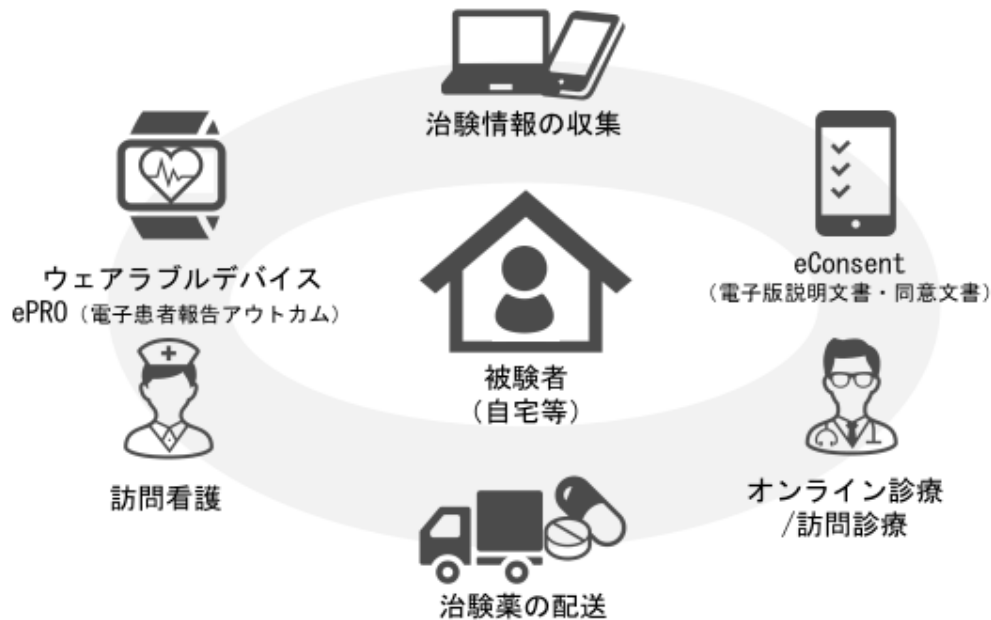 治験情報の収集
ウェアラブルデバイス
ePRO（電子患者報告アウトカム）
eConsent
（電子版説明文書・同意文書）
被験者
（自宅等）
訪問看護
オンライン診療
/訪問診療
治験薬の配送